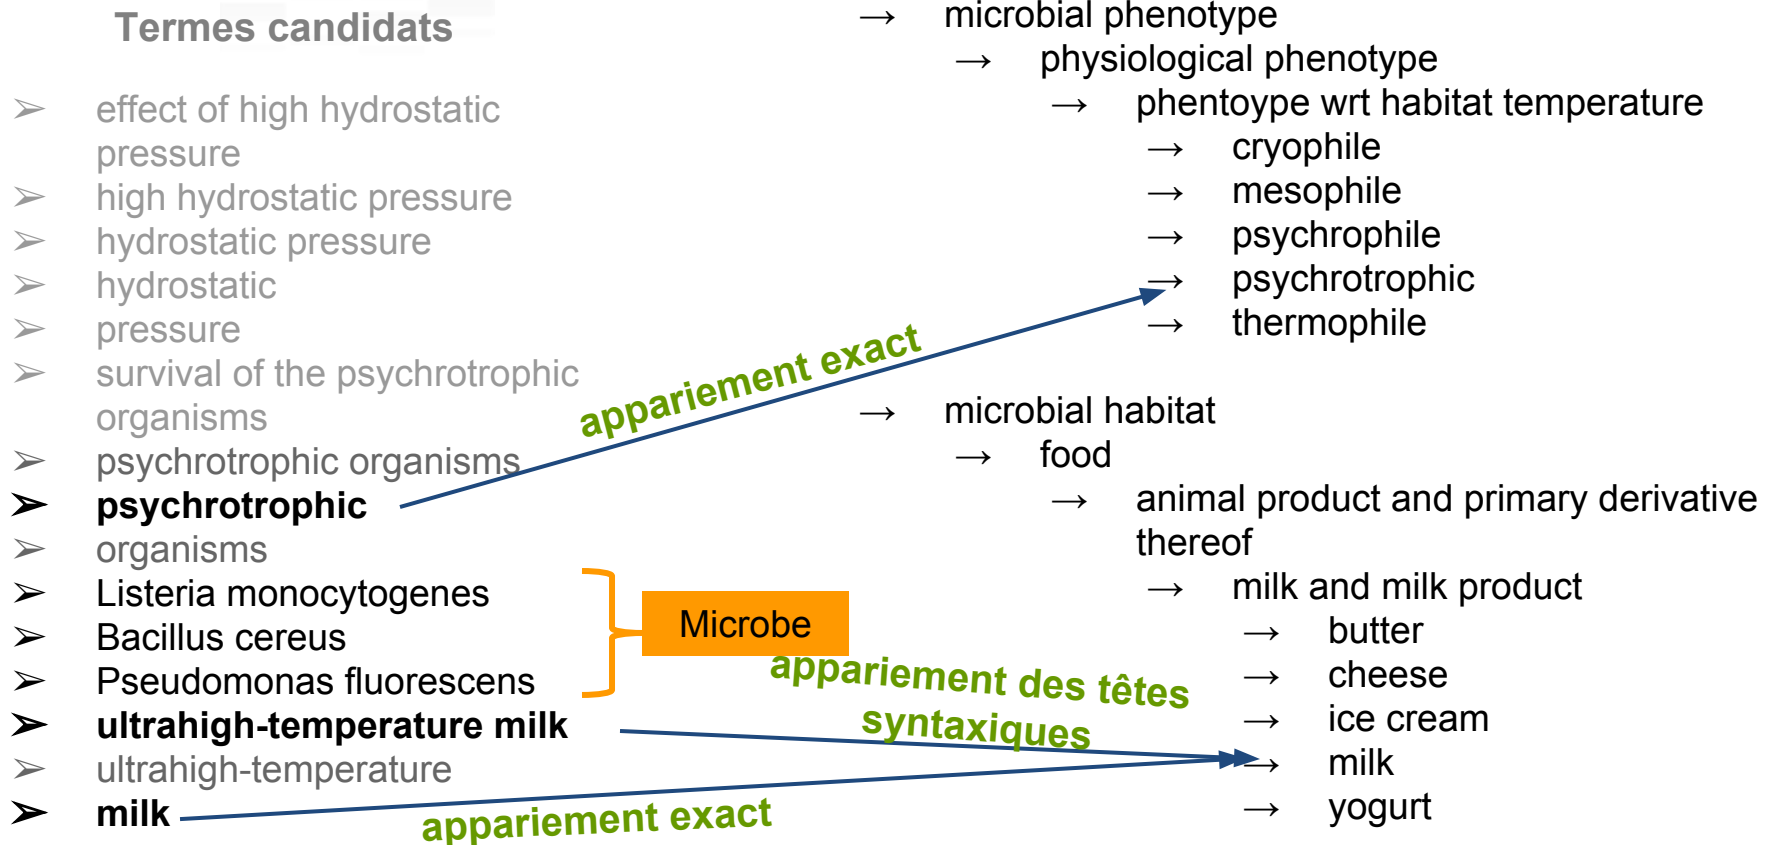 Termes candidats
➢ effect of high hydrostatic
pressure
➢ high hydrostatic pressure
➢ hydrostatic pressure
➢ hydrostatic
➢ pressure
➢ survival of the psychrotrophic
organisms
➢ psychrotrophic organisms
➢ psychrotrophic
➢ organisms
➢ Listeria monocytogenes
➢ Bacillus cereus
➢ Pseudomonas fluorescens
➢ ultrahigh-temperature milk
➢ ultrahigh-temperature
➢ milk
Microbe
appariement exact
appariement des têtes
syntaxiques
appariement exact
→ microbial phenotype
→ physiological phenotype
→ phentoype wrt habitat temperature
→ cryophile
→ mesophile
→ psychrophile
→ psychrotrophic
→ thermophile
→ microbial habitat
→ food
→ animal product and primary derivative
thereof
→ milk and milk product
→ butter
→ cheese
→ ice cream
→ milk
→ yogurt